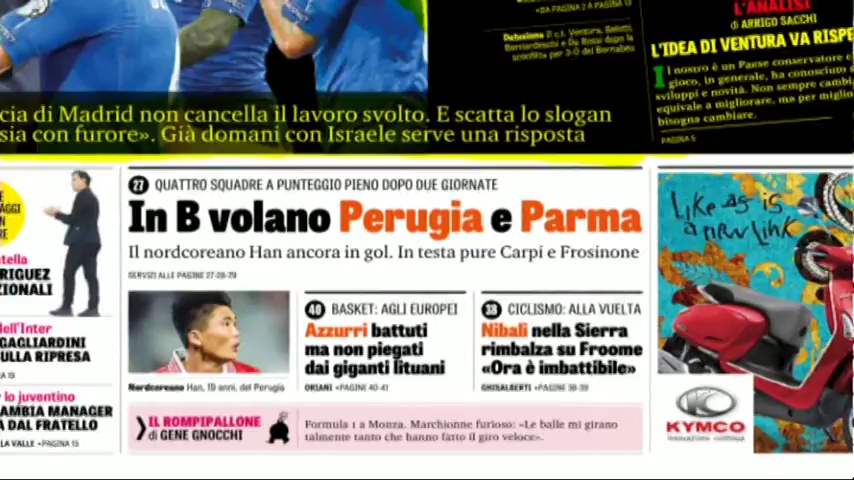 «DA PAGINA 2 A PAGINA 13
Delusione Il c.t. Ventura, Belotti,
Bernardeschi e De Rossi dopo la
sconfitta per 3-0 del Bernabeu
L'ANALISI
di ARRIGO SACCHI
L'IDEA DI VENTURA VA RISPE
Il nostro è un Paese conservatore e
gioco, in generale, ha conosciuto
sviluppi e novità. Non sempre cambi
equivale a migliorare, ma per miglio
bisogna cambiare.
PAGINA 5
cia di Madrid non cancella il lavoro svolto. E scatta lo slogan
sia con furore». Già domani con Israele serve una risposta
27 QUATTRO SQUADRE A PUNTEGGIO PIENO DOPO DUE GIORNATE
In B volano Perugia e Parma
Il nordcoreano Han ancora in gol. In testa pure Carpi e Frosinone
SERVIZI ALLE PAGINE 27-28-29
E
AGGI
N
RE
tella
RIGUEZ
ZIONALI
dell'Inter
GAGLIARDINI
ULLA RIPRESA
A 19
lo juventino
AMBIA MANAGER
A DAL FRATELLO
LA VALLE »PAGINA 15
Nordcoreano Han, 19 anni, del Perugia
40 BASKET: AGLI EUROPEI
Azzurri battuti
ma non piegati
dai giganti lituani
ORIANI »PAGINE 40-41
38 CICLISMO: ALLA VUELTA
Nibali nella Sierra
rimbalza su Froome
«Ora è imbattibile»
GHISALBERTI »PAGINE 38-39
IL ROMPIPALLONE
di GENE GNOCCHI
Formula 1 a Monza. Marchionne furioso: «Le balle mi girano
talmente tanto che hanno fatto il giro veloce».
LIKE AS IS
A NEW LINK
KYMCO